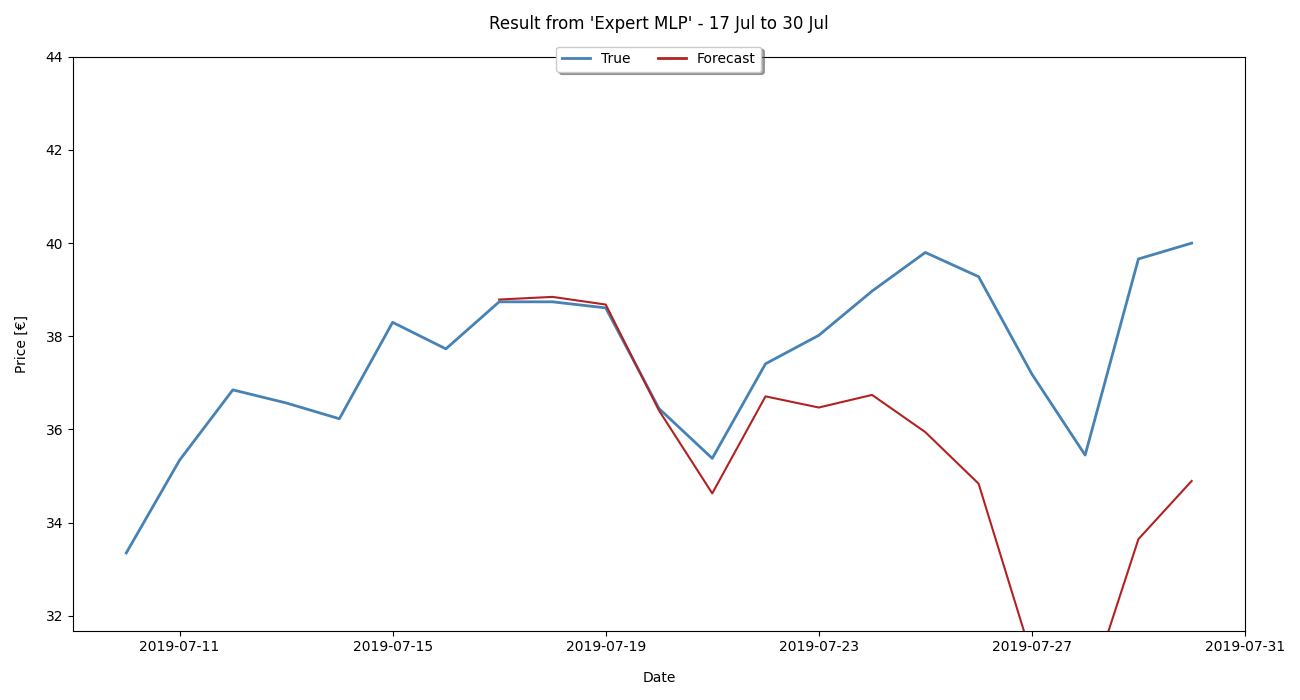 Result from 'Expert MLP' - 17 Jul to 30 Jul
True Forecast
44
42
40
38
36
34
32
Price [€]
2019-07-11 2019-07-15 2019-07-19 2019-07-23 2019-07-27 2019-07-31
Date